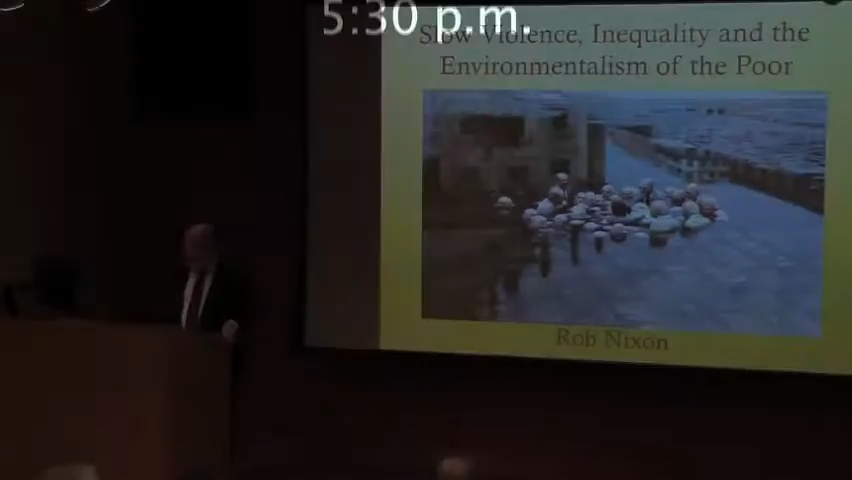 5:30 p.m.
Slow Violence, Inequality and the
Environmentalism of the Poor
Rob Nixon